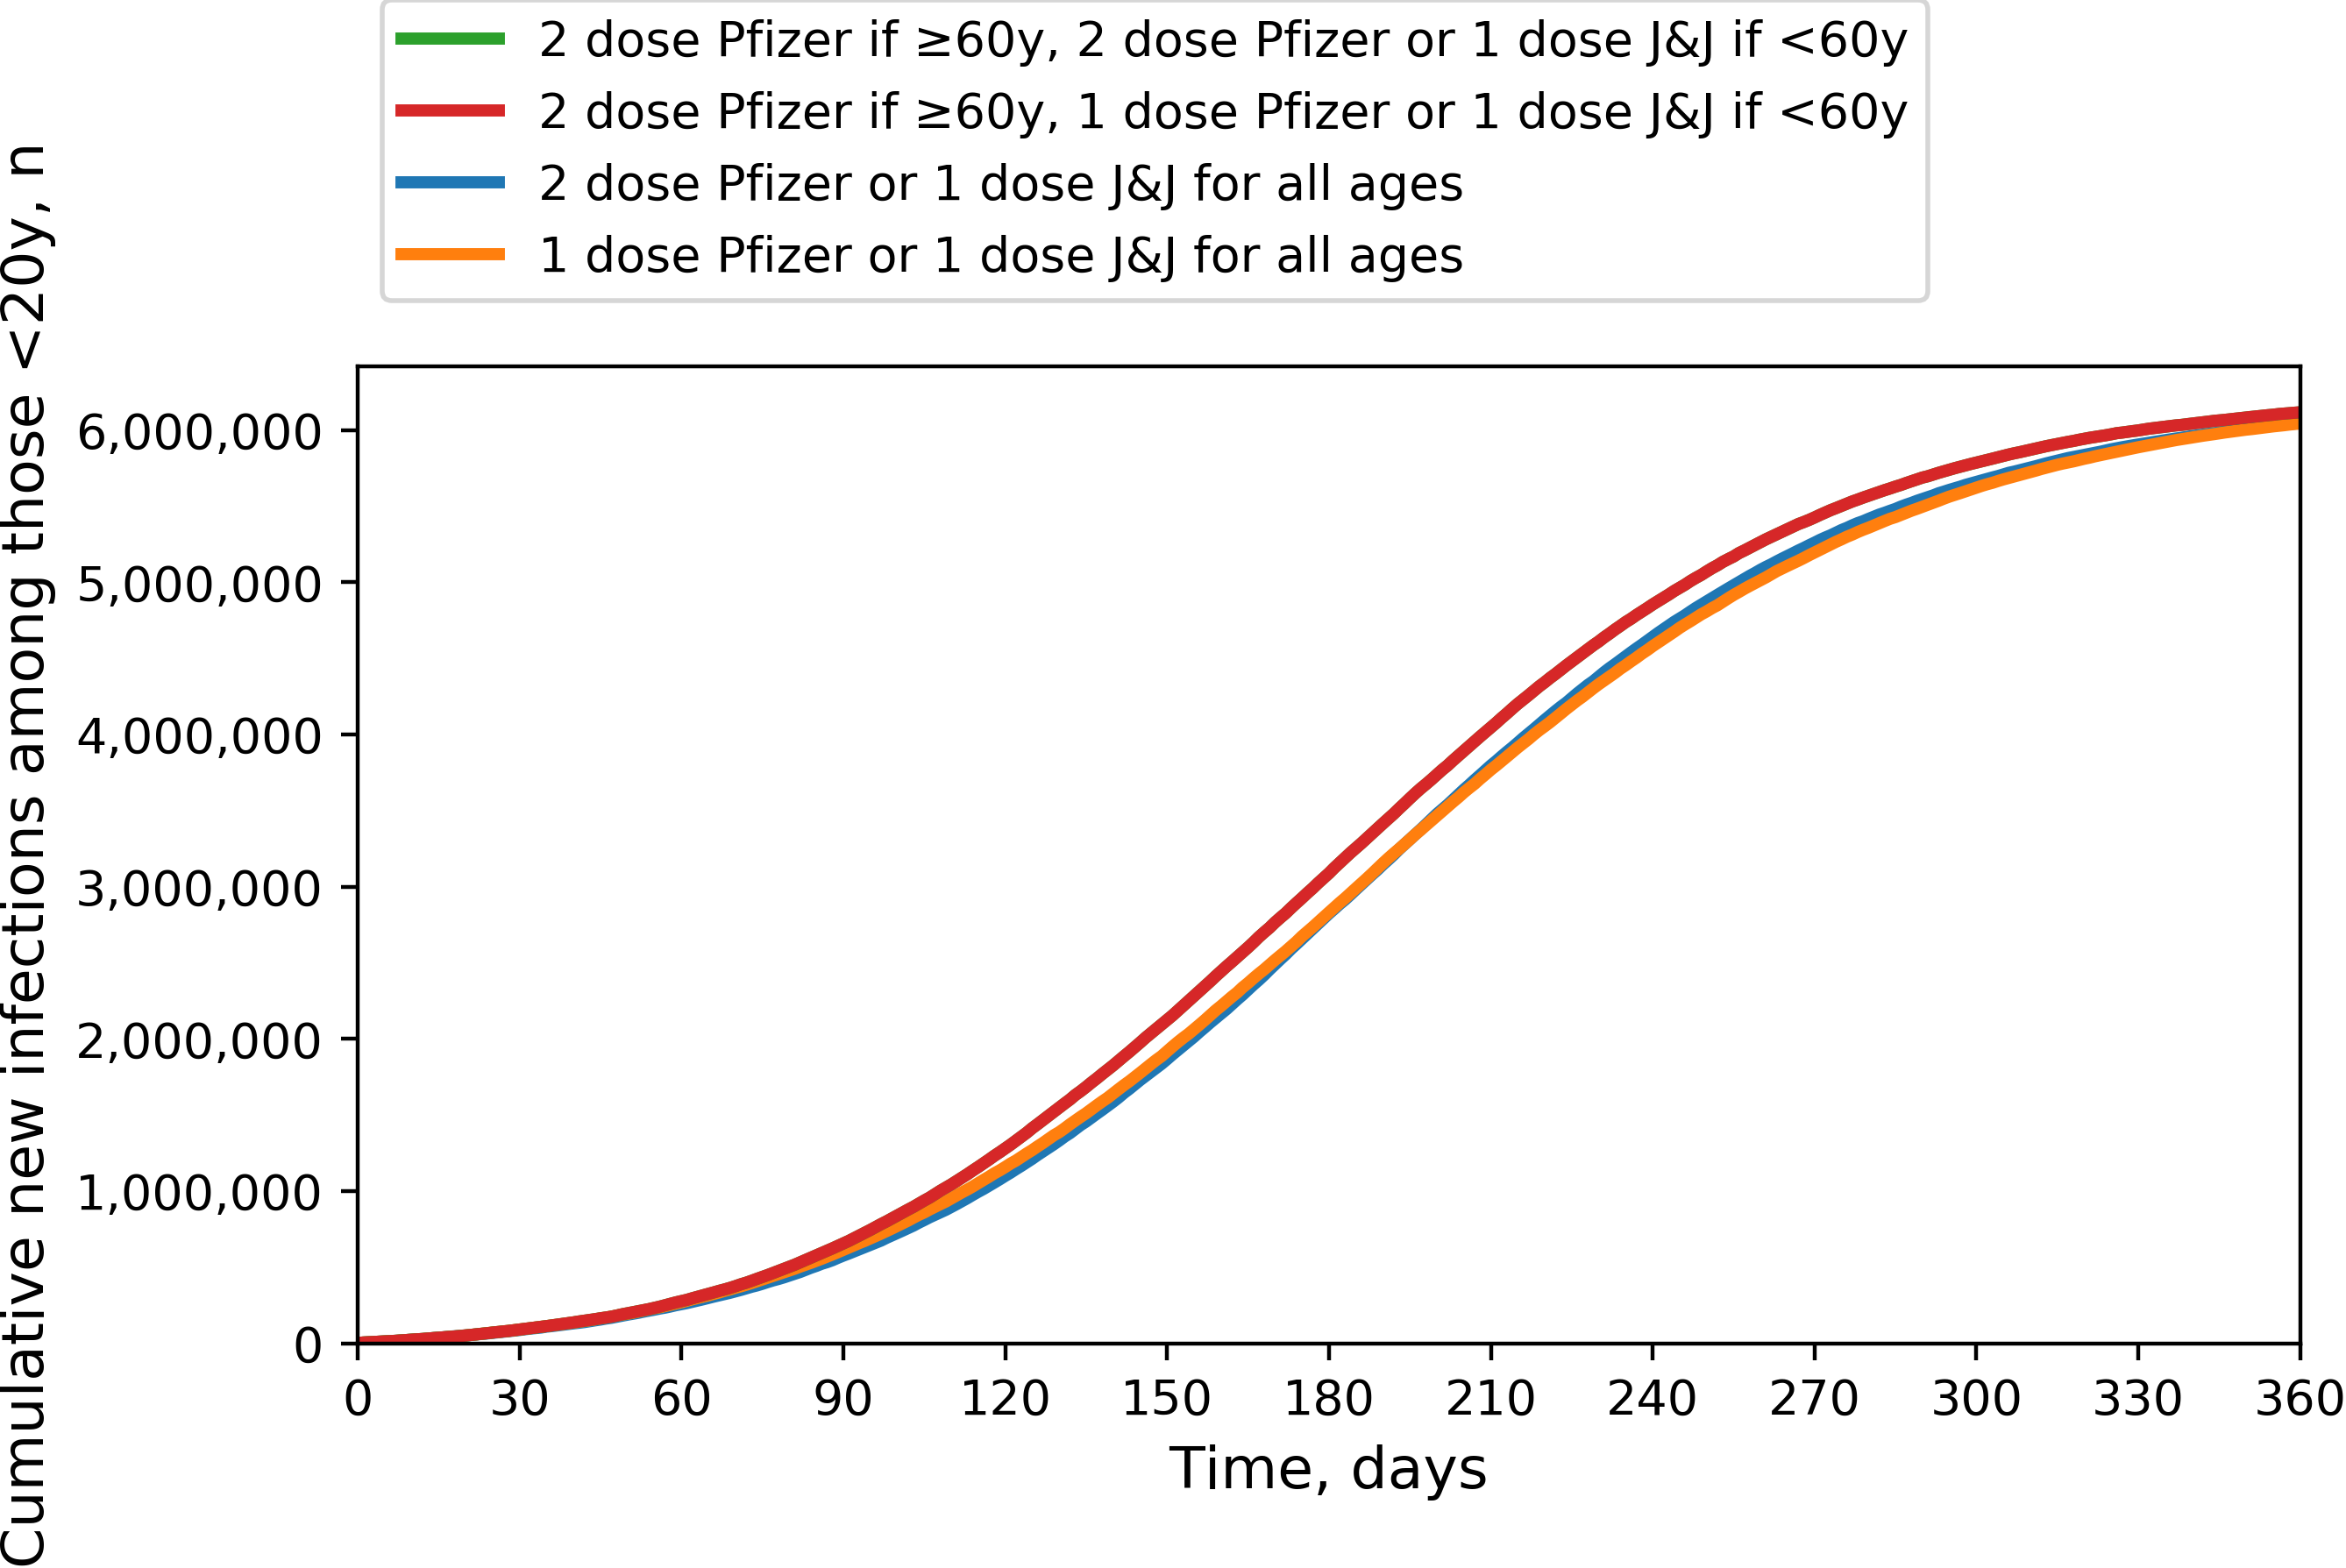 2 dose Pfizer if ≥60y, 2 dose Pfizer or 1 dose J&J if <60y
2 dose Pfizer if ≥60y, 1 dose Pfizer or 1 dose J&J if <60y
2 dose Pfizer or 1 dose J&J for all ages
1 dose Pfizer or 1 dose J&J for all ages
Cumulative new infections among those <20y, n
6,000,000
5,000,000
4,000,000
3,000,000
2,000,000
1,000,000
0
0 30 60 90 120 150 180 210 240 270 300 330 360
Time, days